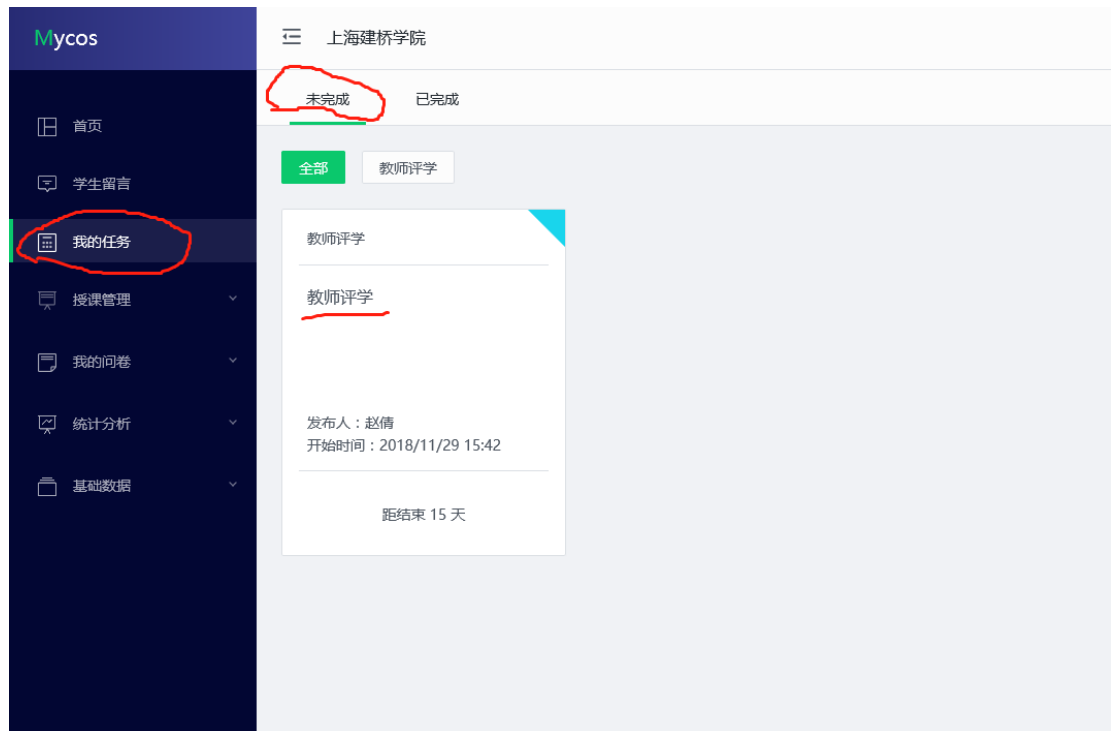 Mycos
上海建桥学院
未完成
已完成
首页
学生留言
我的任务
授课管理
我的问卷
统计分析
基础数据
全部
教师评学
教师评学
教师评学
发布人：赵倩
开始时间：2018/11/29 15:42
距结束 15 天